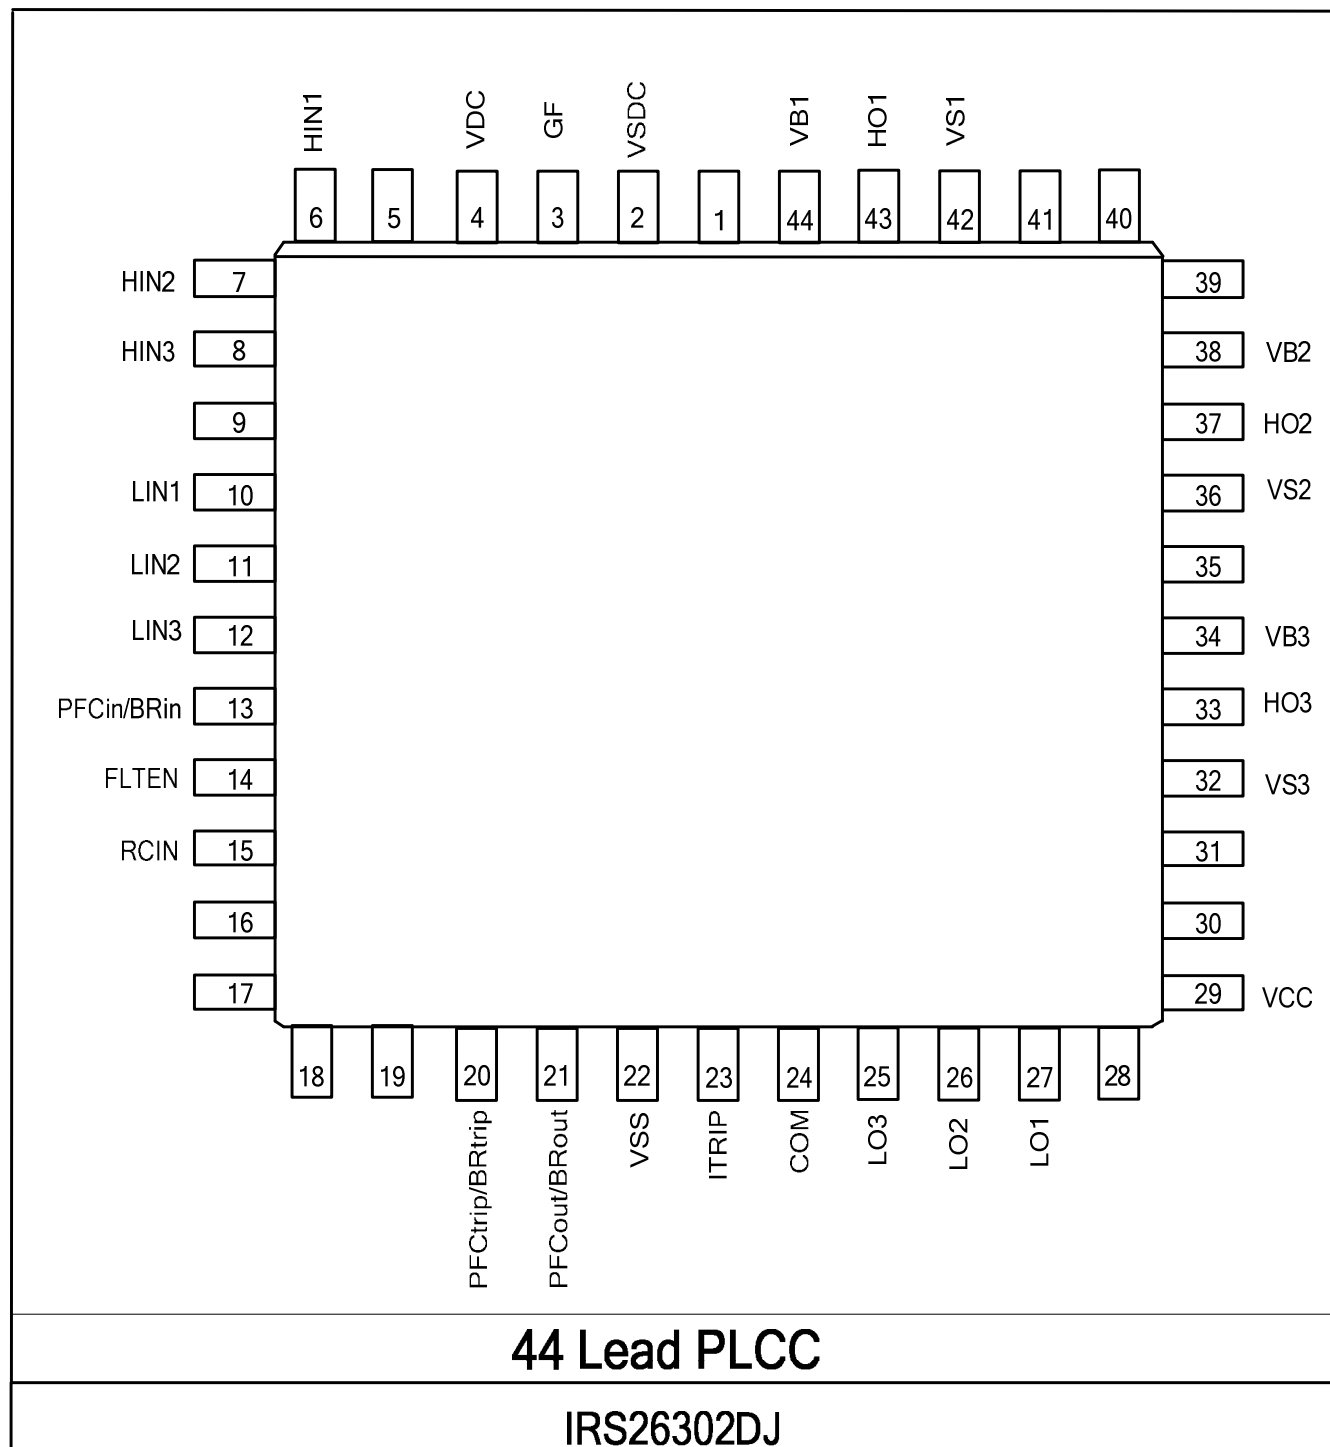 HIN1 VDC GF VSDC VB1 HO1 VS1
6 5 4 3 2 1 44 43 42 41 40
HIN2 7 39
HIN3 8 38 VB2
9 37 HO2
LIN1 10 36 VS2
LIN2 11 35
LIN3 12 34 VB3
PFCin/BRin 13 33 HO3
FLTEN 14 32 VS3
RCIN 15 31
16 30
17 29 VCC
18 19 20 21 22 23 24 25 26 27 28
PFCtrip/BRtrip PFCout/BRout VSS ITRIP COM LO3 LO2 LO1
44 Lead PLCC
IRS26302DJ